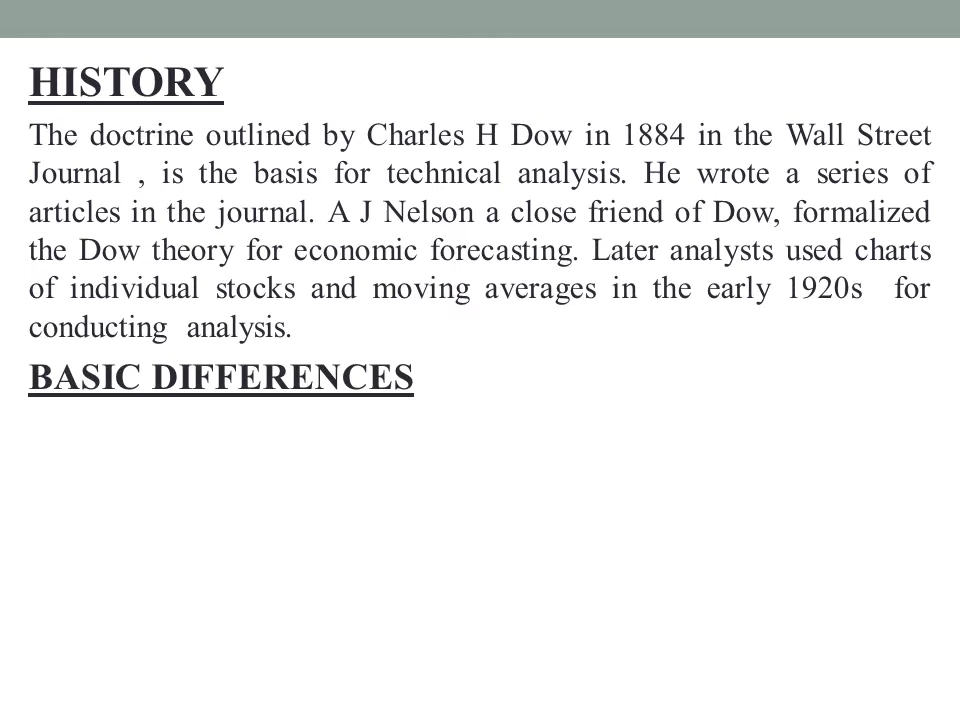 HISTORY
The doctrine outlined by Charles H Dow in 1884 in the Wall Street
Journal , is the basis for technical analysis. He wrote a series of
articles in the journal. A J Nelson a close friend of Dow, formalized
the Dow theory for economic forecasting. Later analysts used charts
of individual stocks and moving averages in the early 1920s for
conducting analysis.
BASIC DIFFERENCES